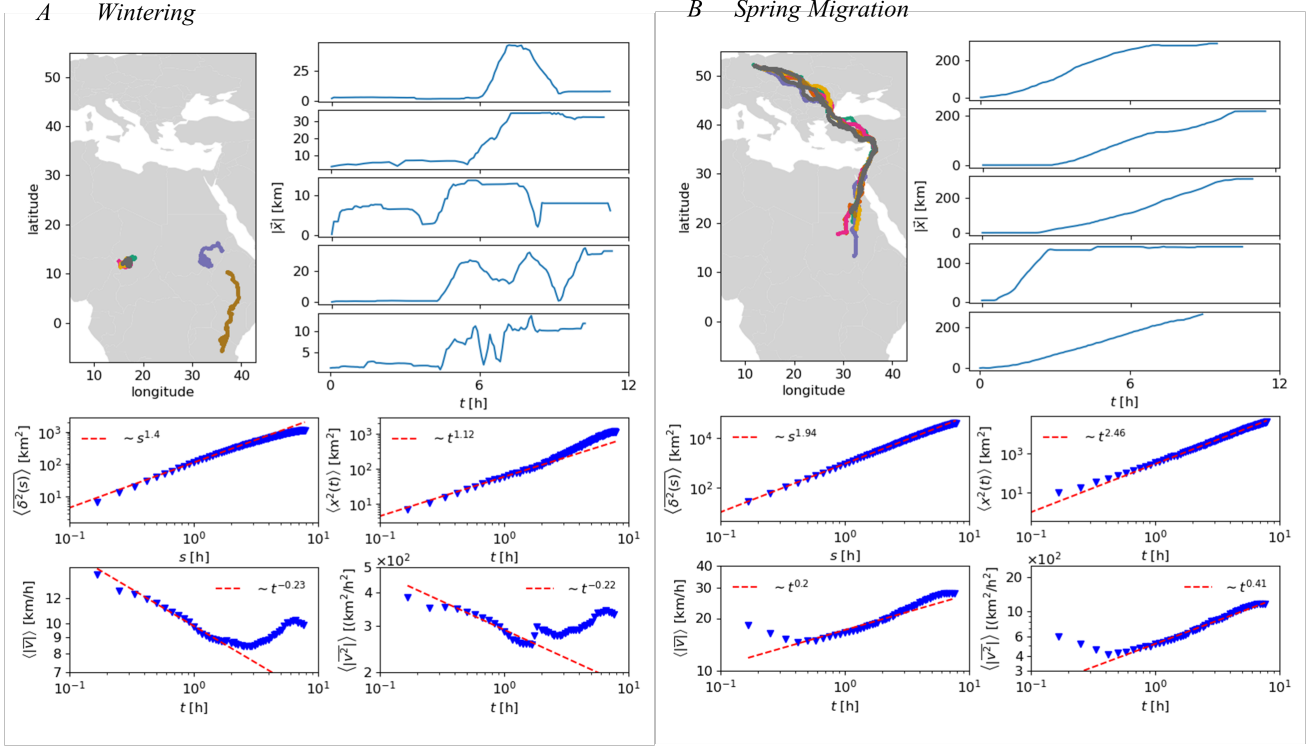 A Wintering
50
40
30
20
10
0
latitude
10 20 30 40
longitude
25
0
30
20
10
10
0
20
0
10
5
|x⃗| [km]
0 6 12
t [h]
10³
10²
10¹
⟨δ²(s)⟩ [km²]
~ s^1.4
10⁻¹ 10⁰ 10¹
s [h]
10³
10²
10¹
⟨x²(t)⟩ [km²]
~ t^1.12
10⁻¹ 10⁰ 10¹
t [h]
12
10
9
8
7
⟨|v|⟩ [km/h]
~ t^−0.23
10⁻¹ 10⁰ 10¹
t [h]
×10²
5
4
3
2
⟨|v²|⟩ [(km²/h²]
~ t^−0.22
10⁻¹ 10⁰ 10¹
t [h]
B Spring Migration
50
40
30
20
10
0
latitude
10 20 30 40
longitude
200
0
200
0
200
0
100
0
200
0
|x⃗| [km]
0 6 12
t [h]
10⁴
10²
⟨δ²(s)⟩ [km²]
~ s^1.94
10⁻¹ 10⁰ 10¹
s [h]
10³
10¹
⟨x²(t)⟩ [km²]
~ t^2.46
10⁻¹ 10⁰ 10¹
t [h]
40
30
20
10
⟨|v|⟩ [km/h]
~ t^0.2
10⁻¹ 10⁰ 10¹
t [h]
×10²
20
10
6
4
3
⟨|v²|⟩ [(km²/h²]
~ t^0.41
10⁻¹ 10⁰ 10¹
t [h]